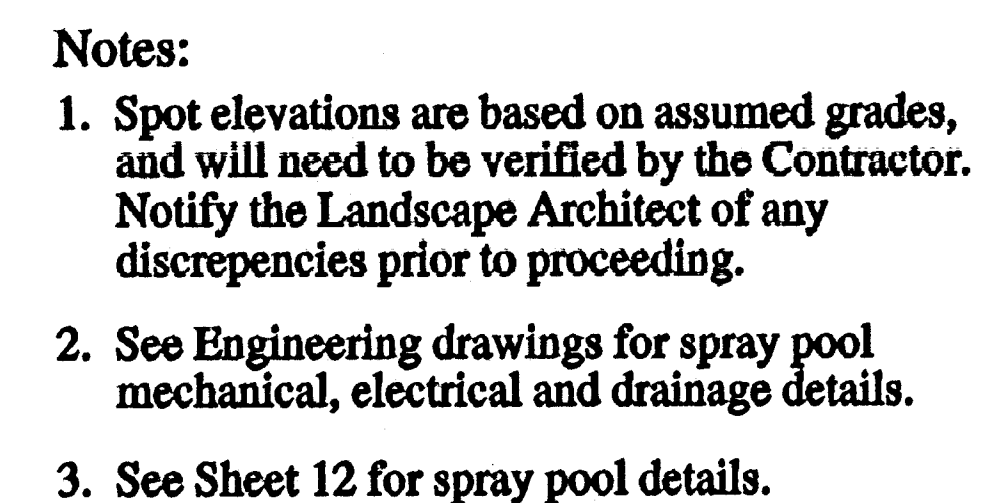 Notes:
1. Spot elevations are based on assumed grades,
and will need to be verified by the Contractor.
Notify the Landscape Architect of any
discrepencies prior to proceeding.
2. See Engineering drawings for spray pool
mechanical, electrical and drainage details.
3. See Sheet 12 for spray pool details.